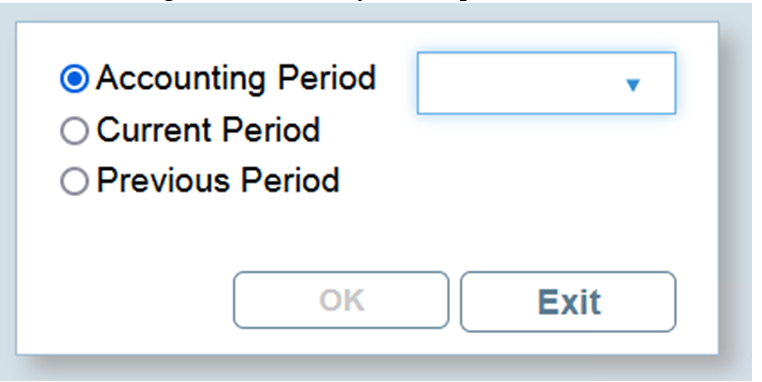 Accounting Period
Current Period
Previous Period
OK
Exit